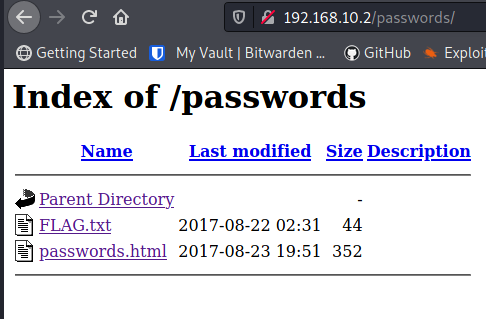 192.168.10.2/passwords/
Getting Started My Vault | Bitwarden ... GitHub Exploit
Index of /passwords
Name Last modified Size Description
Parent Directory -
FLAG.txt 2017-08-22 02:31 44
passwords.html 2017-08-23 19:51 352